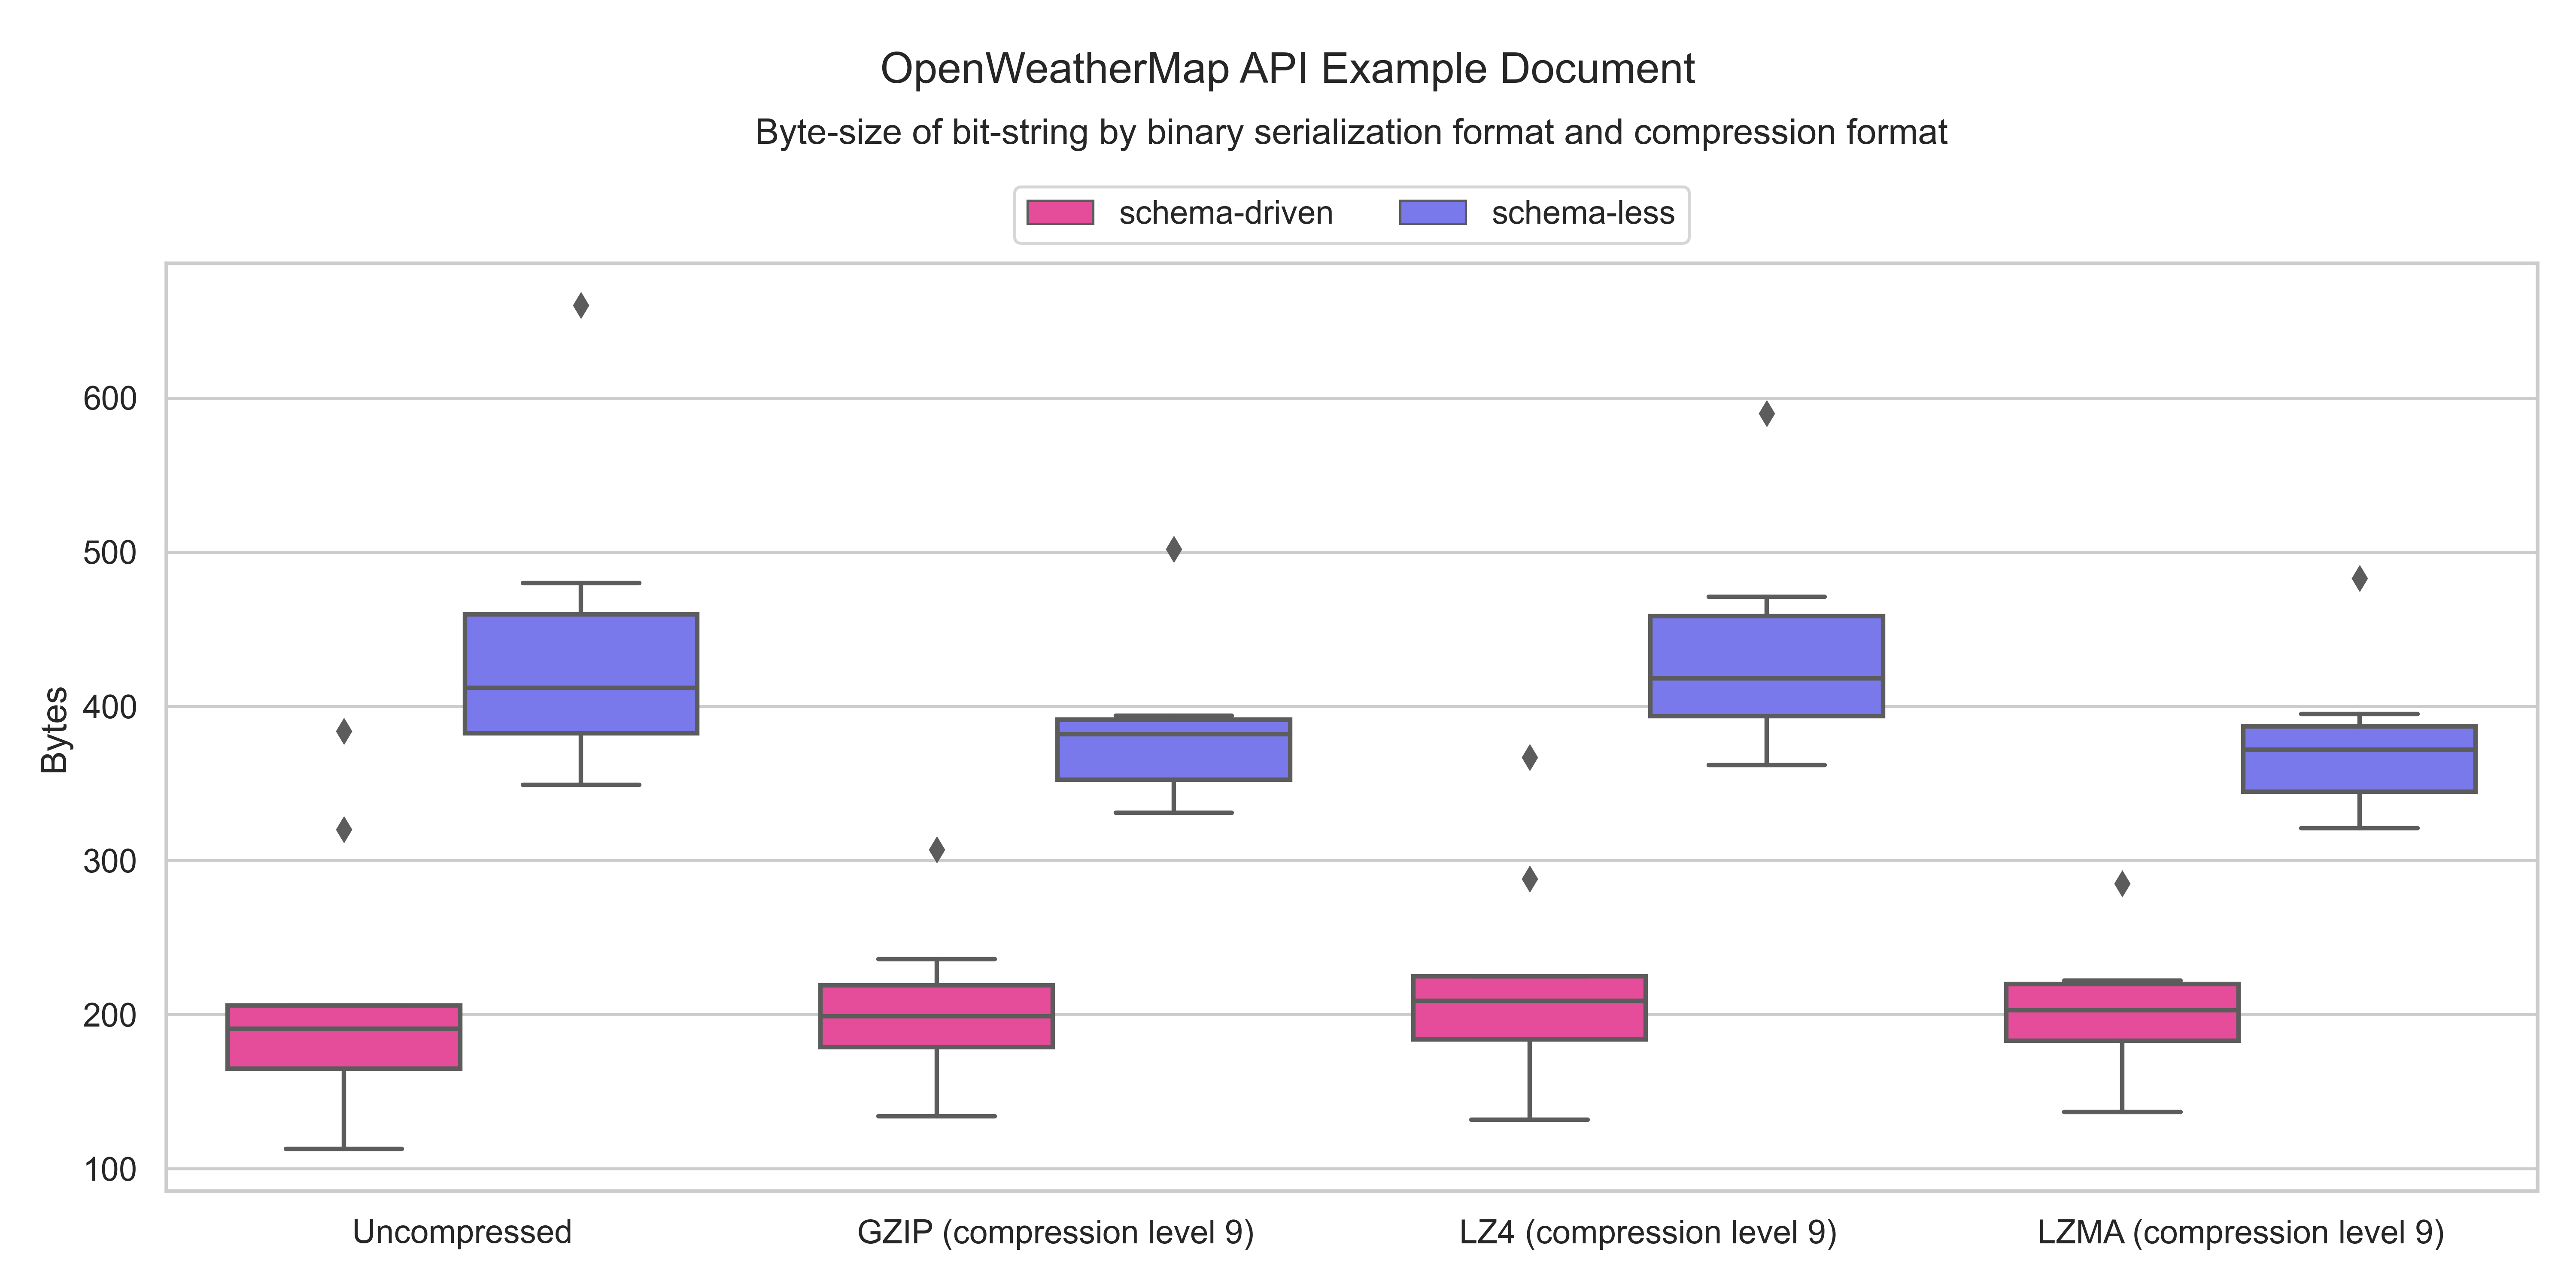 OpenWeatherMap API Example Document
Byte-size of bit-string by binary serialization format and compression format
schema-driven schema-less
600
500
400
300
200
100
Bytes
Uncompressed GZIP (compression level 9) LZ4 (compression level 9) LZMA (compression level 9)